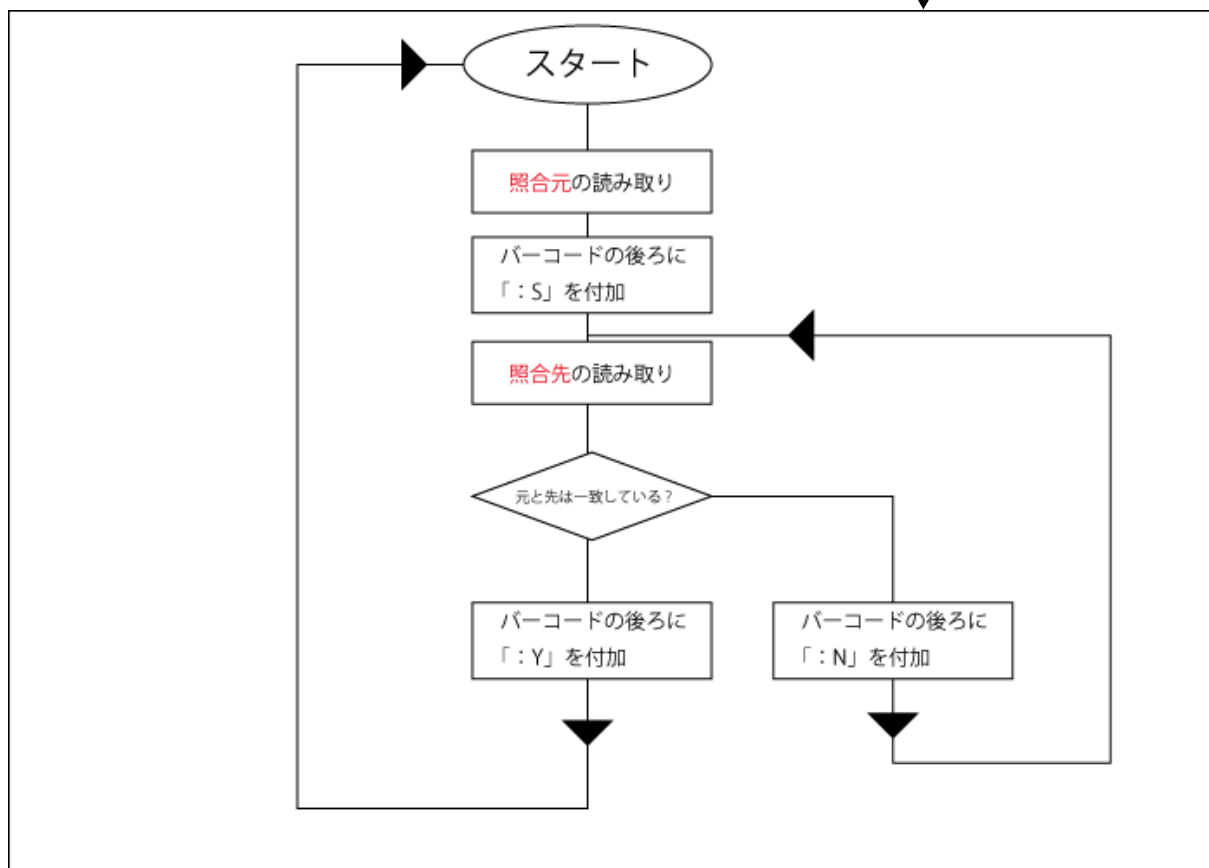 スタート
照合元の読み取り
バーコードの後ろに
「：S」を付加
照合先の読み取り
元と先は一致している？
バーコードの後ろに
「：Y」を付加
バーコードの後ろに
「：N」を付加